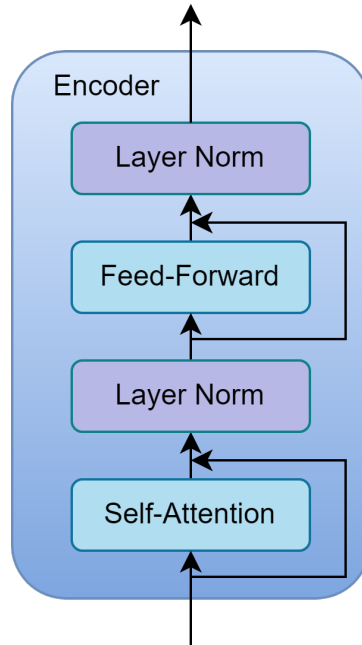 Encoder
Layer Norm
Feed-Forward
Layer Norm
Self-Attention